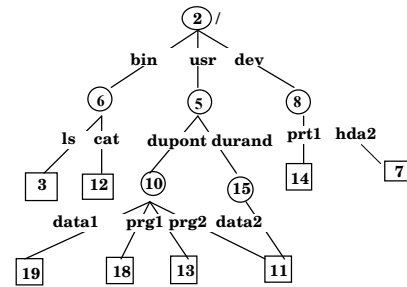 2 /
bin usr dev
6 5 8
ls cat dupont durand prt1 hda2
3 12 10 15 14 7
data1 prg1 prg2 data2
19 18 13 11